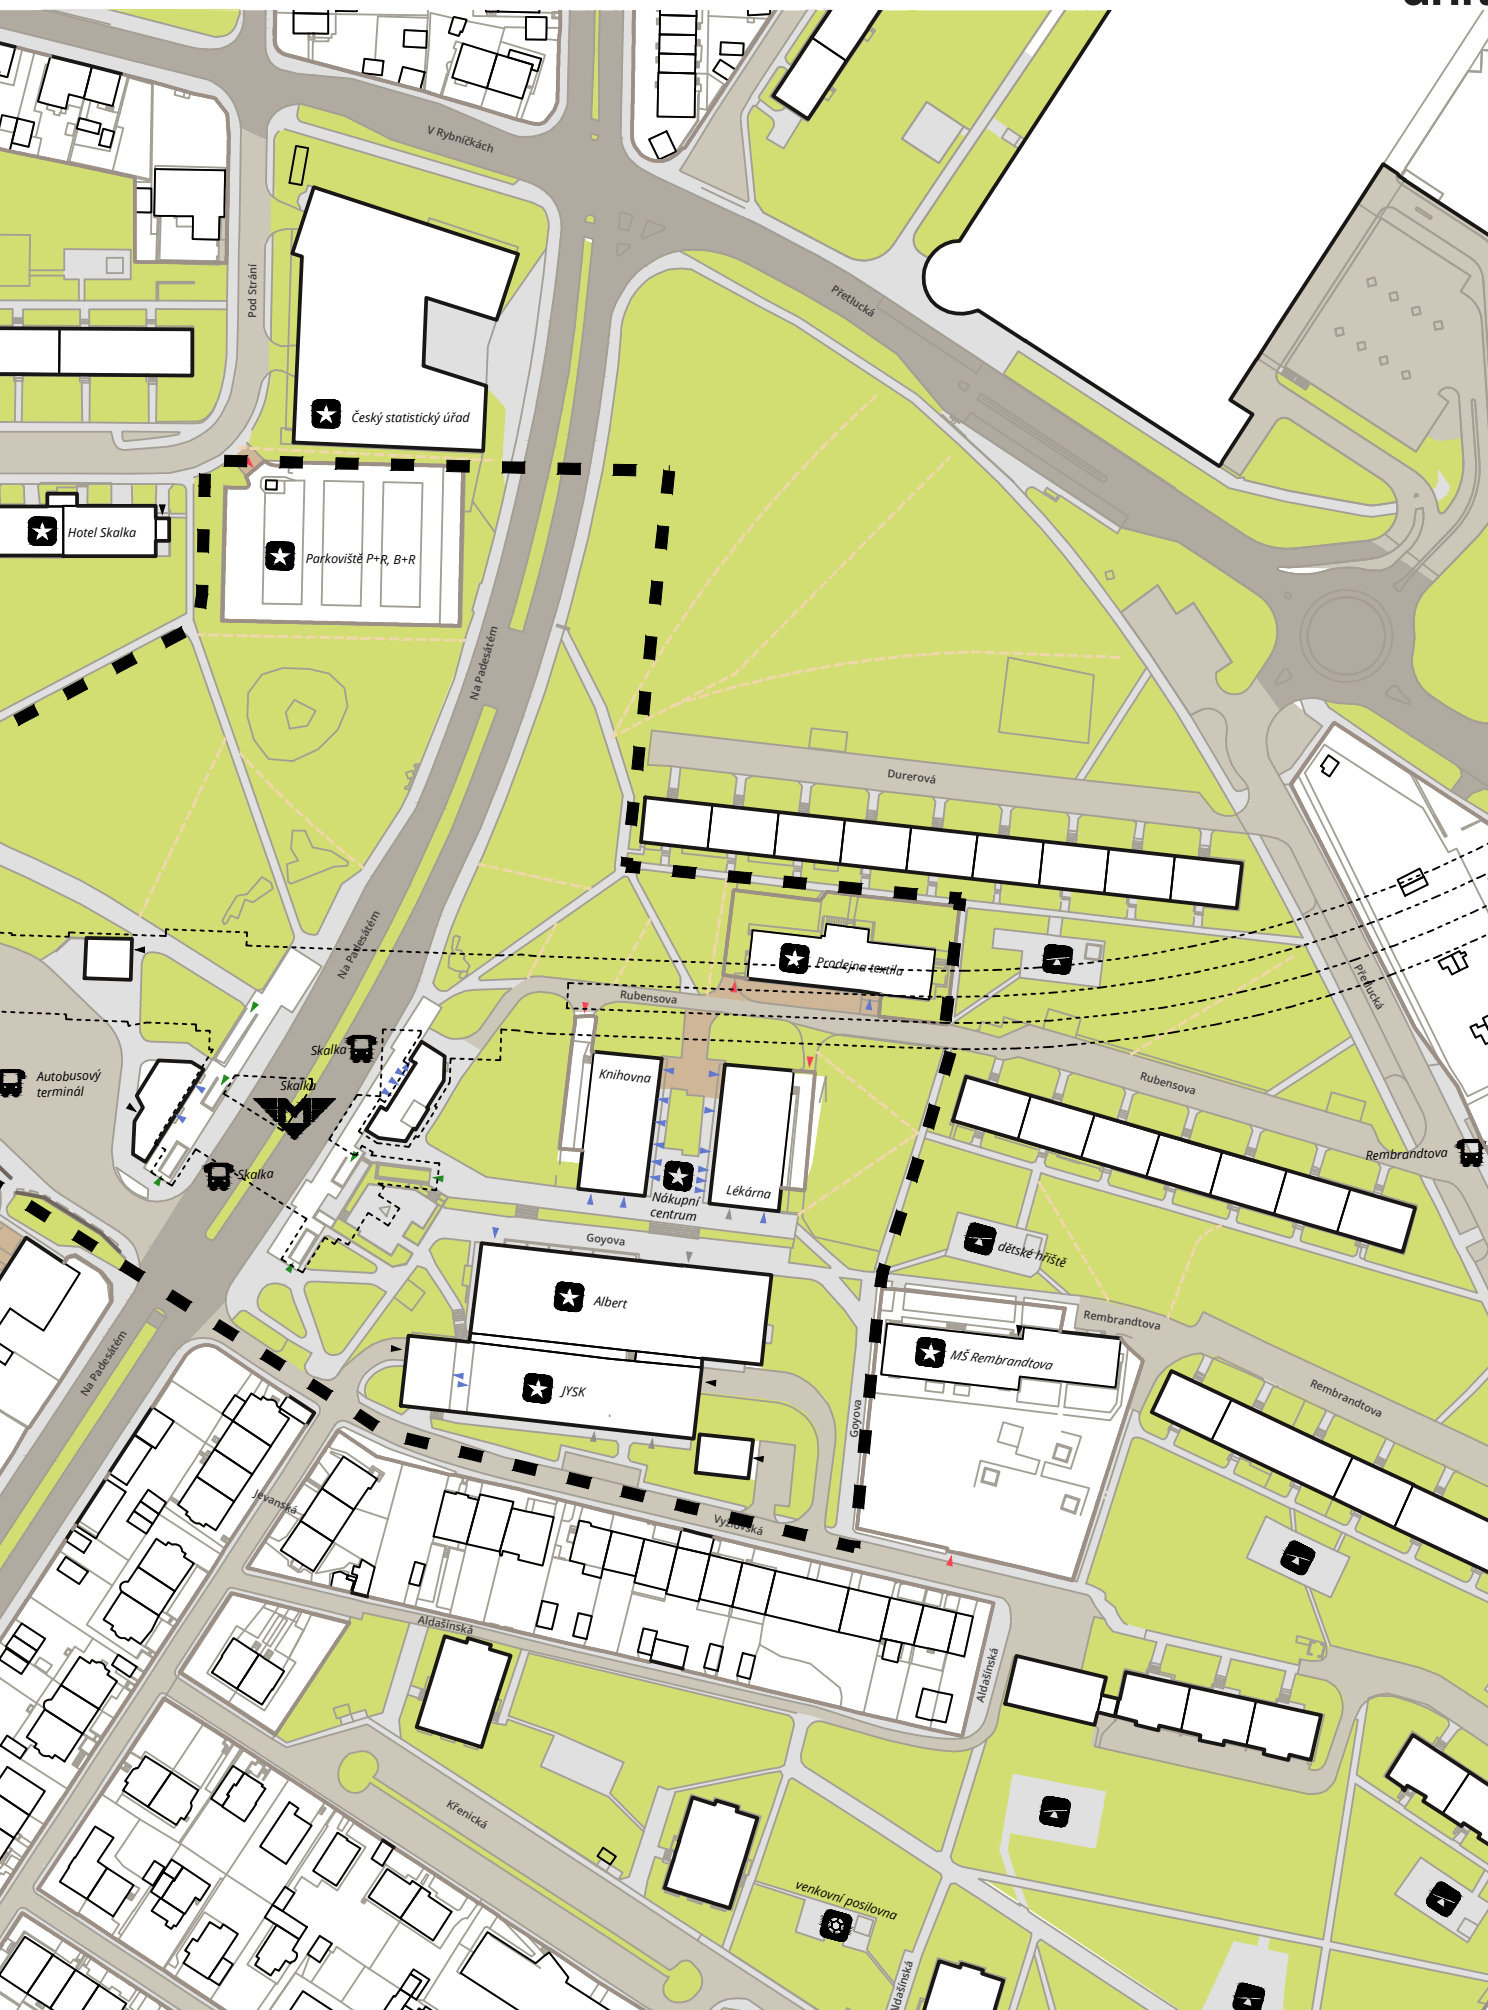 V Rybníčkách
Pod Strání
Přetlucká
Český statistický úřad
Hotel Skalka
Parkoviště P+R, B+R
Na Padesátém
Durerová
Na Padesátém
Prodejna textila
Přetlucká
Rubensova
Skalka
Autobusový
terminál
Skalka
Knihovna
Rubensova
Rembrandtova
Skalka
Lékárna
Nákupní
centrum
Goyova
dětské hřiště
Albert
Rembrandtova
MŠ Rembrandtova
Na Padesátém
JYSK
Rembrandtova
Goyova
Jevanská
Vyžlovská
Aldašínská
Aldašínská
Křenická
venkovní posilovna
Aldašínská